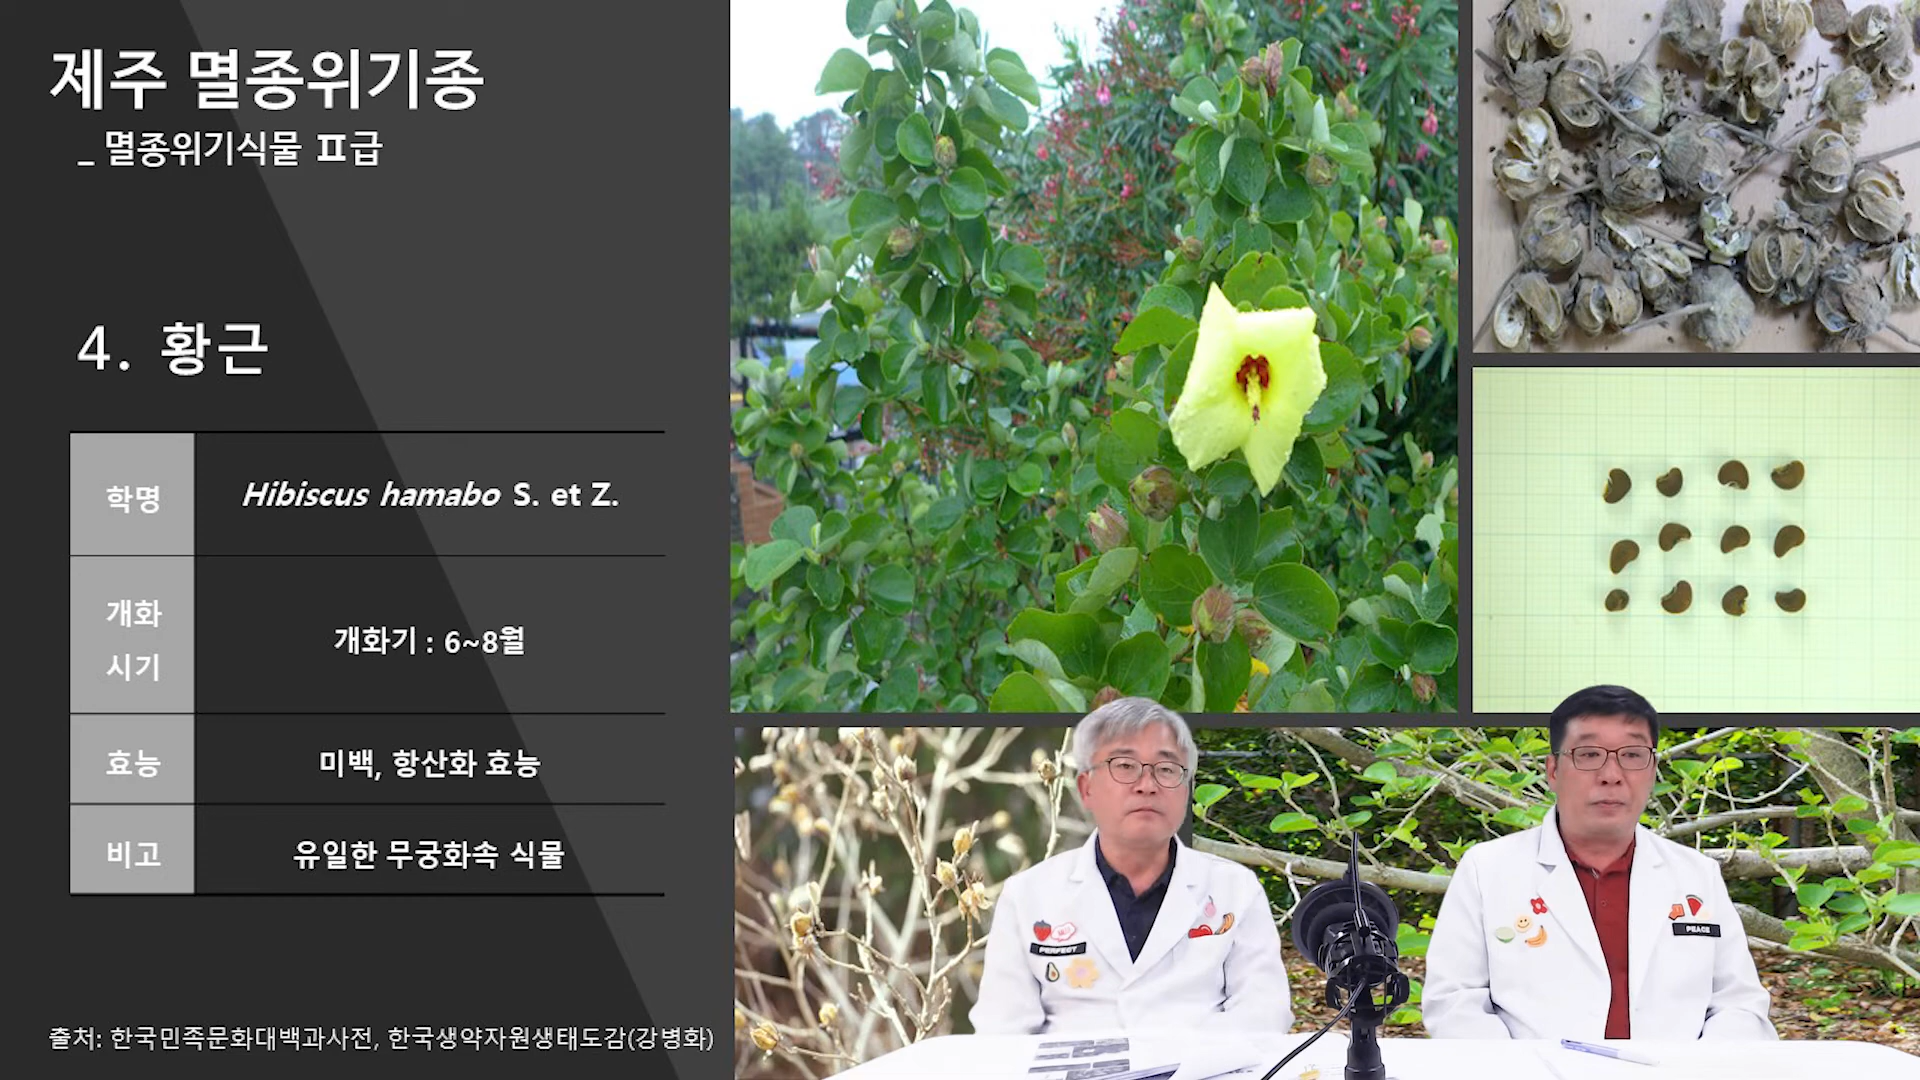 제주 멸종위기종
_ 멸종위기식물 Ⅱ급
4. 황근
학명
Hibiscus hamabo S. et Z.
개화
시기
개화기 : 6~8월
효능
미백, 항산화 효능
비고
유일한 무궁화속 식물
출처: 한국민족문화대백과사전, 한국생약자원생태도감(강병화)
PERFECT
PEACE